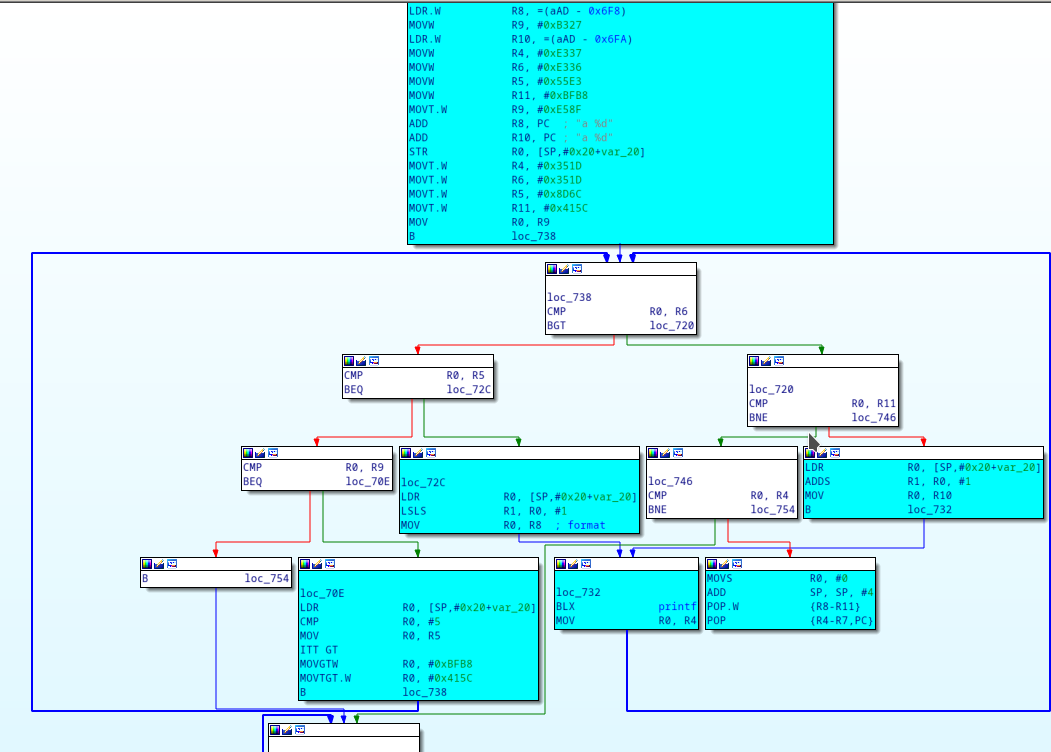 LDR.W R8, =(aAD - 0x6F8)
MOVW R9, #0xB327
LDR.W R10, =(aAD - 0x6FA)
MOVW R4, #0xE337
MOVW R6, #0xE336
MOVW R5, #0x55E3
MOVW R11, #0xBFB8
MOVT.W R9, #0xE58F
ADD R8, PC ; "a %d"
ADD R10, PC ; "a %d"
STR R0, [SP,#0x20+var_20]
MOVT.W R4, #0x351D
MOVT.W R6, #0x351D
MOVT.W R5, #0x8D6C
MOVT.W R11, #0x415C
MOV R0, R9
B loc_738
loc_738
CMP R0, R6
BGT loc_720
CMP R0, R5
BEQ loc_72C
loc_720
CMP R0, R11
BNE loc_746
CMP R0, R9
BEQ loc_70E
loc_72C
LDR R0, [SP,#0x20+var_20]
LSLS R1, R0, #1
MOV R0, R8 ; format
loc_746
CMP R0, R4
BNE loc_754
LDR R0, [SP,#0x20+var_20]
ADDS R1, R0, #1
MOV R0, R10
B loc_732
B loc_754
loc_70E
LDR R0, [SP,#0x20+var_20]
CMP R0, #5
MOV R0, R5
ITT GT
MOVGTW R0, #0xBFB8
MOVTGT.W R0, #0x415C
B loc_738
loc_732
BLX printf
MOV R0, R4
MOVS R0, #0
ADD SP, SP, #4
POP.W {R8-R11}
POP {R4-R7,PC}